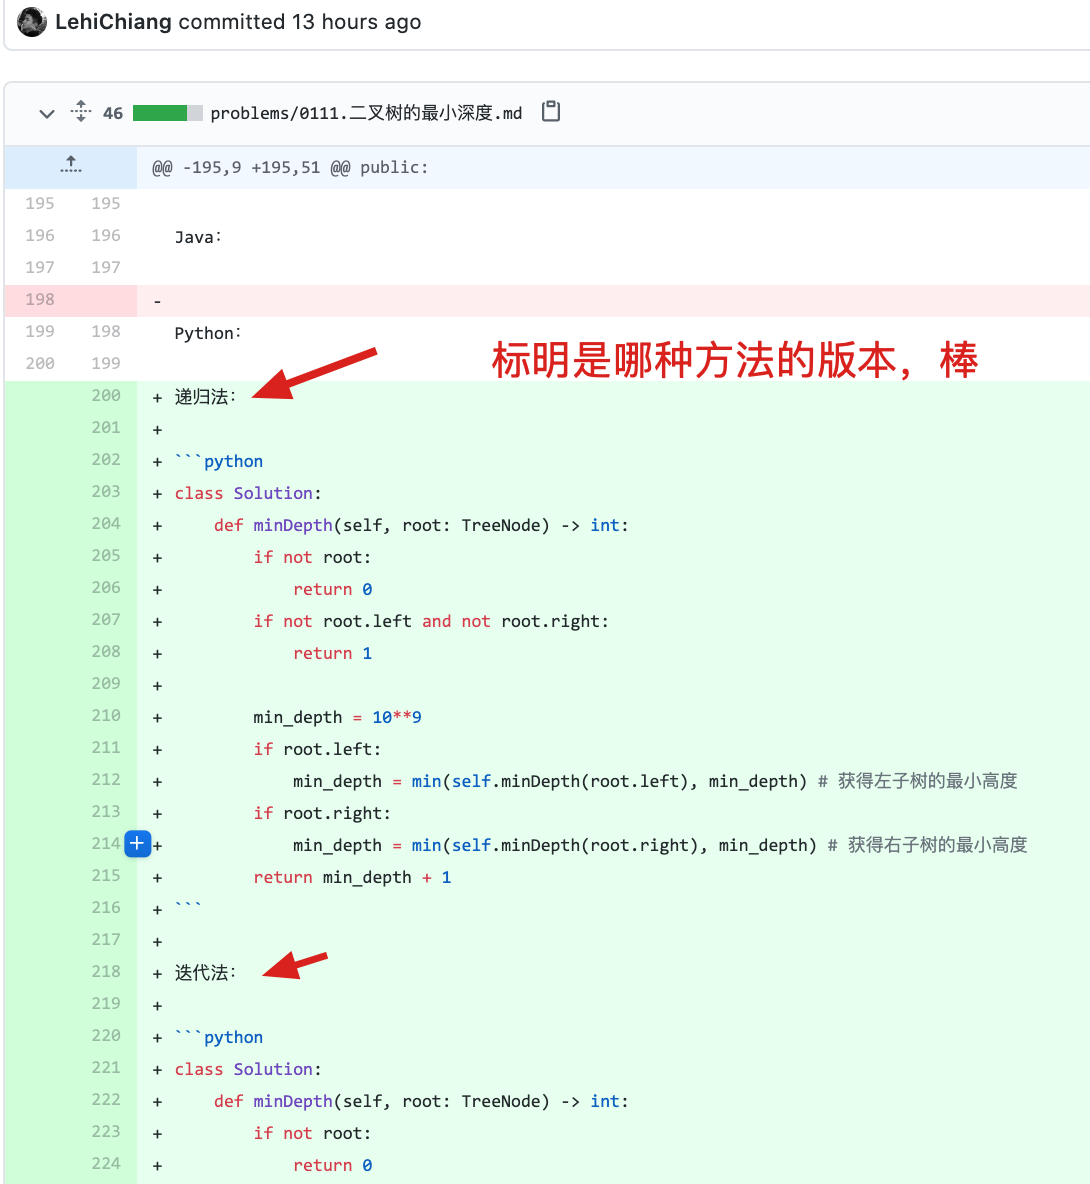 LehiChiang committed 13 hours ago
46 problems/0111.二叉树的最小深度.md
@@ -195,9 +195,51 @@ public:
195 195
196 196 Java：
197 197
198 -
199 198 Python：
标明是哪种方法的版本，棒
200 199
200 + 递归法：
201 +
202 + ```python
203 + class Solution:
204 +     def minDepth(self, root: TreeNode) -> int:
205 +         if not root:
206 +             return 0
207 +         if not root.left and not root.right:
208 +             return 1
209 +
210 +         min_depth = 10**9
211 +         if root.left:
212 +             min_depth = min(self.minDepth(root.left), min_depth) # 获得左子树的最小高度
213 +         if root.right:
214 +             min_depth = min(self.minDepth(root.right), min_depth) # 获得右子树的最小高度
215 +         return min_depth + 1
216 + ```
217 +
218 + 迭代法：
219 +
220 + ```python
221 + class Solution:
222 +     def minDepth(self, root: TreeNode) -> int:
223 +         if not root:
224 +             return 0